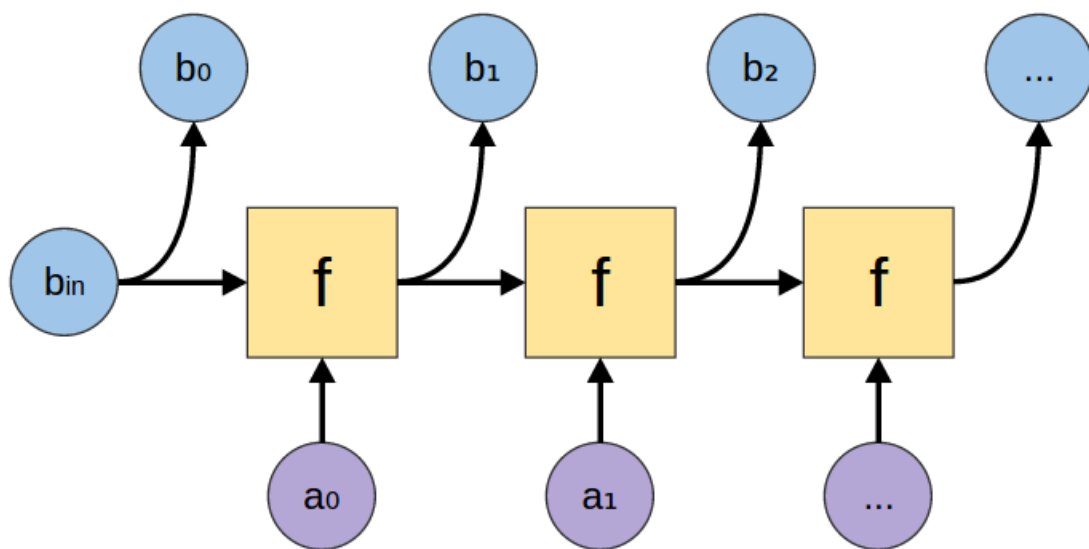 b₀ b₁ b₂ ...
bin f f f
a₀ a₁ ...